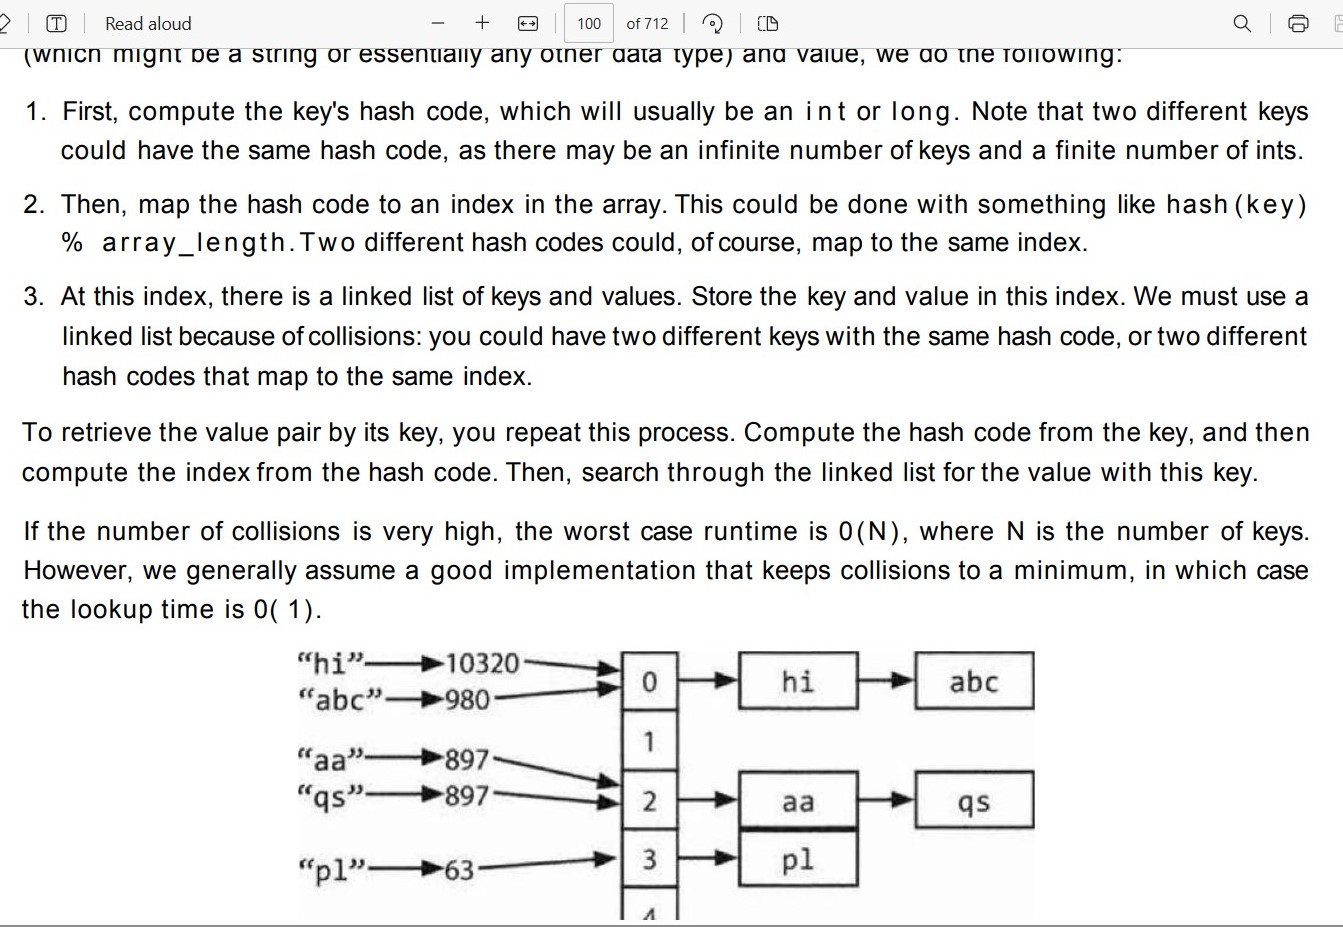 Read aloud
100 of 712
(which might be a string or essentially any other data type) and value, we do the following:
1. First, compute the key's hash code, which will usually be an int or long. Note that two different keys
could have the same hash code, as there may be an infinite number of keys and a finite number of ints.
2. Then, map the hash code to an index in the array. This could be done with something like hash(key)
% array_length.Two different hash codes could, of course, map to the same index.
3. At this index, there is a linked list of keys and values. Store the key and value in this index. We must use a
linked list because of collisions: you could have two different keys with the same hash code, or two different
hash codes that map to the same index.
To retrieve the value pair by its key, you repeat this process. Compute the hash code from the key, and then
compute the index from the hash code. Then, search through the linked list for the value with this key.
If the number of collisions is very high, the worst case runtime is 0(N), where N is the number of keys.
However, we generally assume a good implementation that keeps collisions to a minimum, in which case
the lookup time is 0( 1).
“hi” 10320 0 hi abc
“abc” 980
1
“aa” 897
“qs” 897 2 aa qs
“pl” 63 3 pl
4